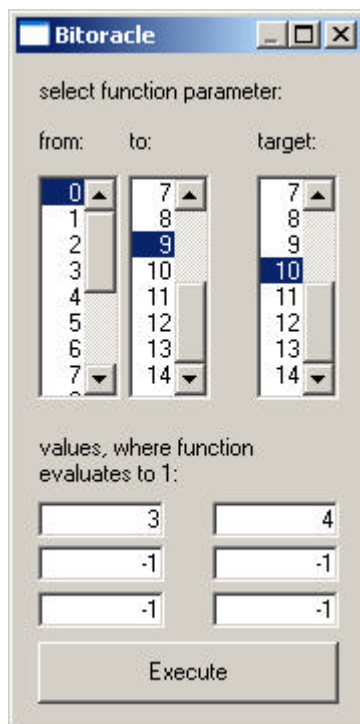 Bitoracle
select function parameter:
from: to: target:
0 7 7
1 8 8
2 9 9
3 10 10
4 11 11
5 12 12
6 13 13
7 14 14
values, where function
evaluates to 1:
3 4
-1 -1
-1 -1
Execute